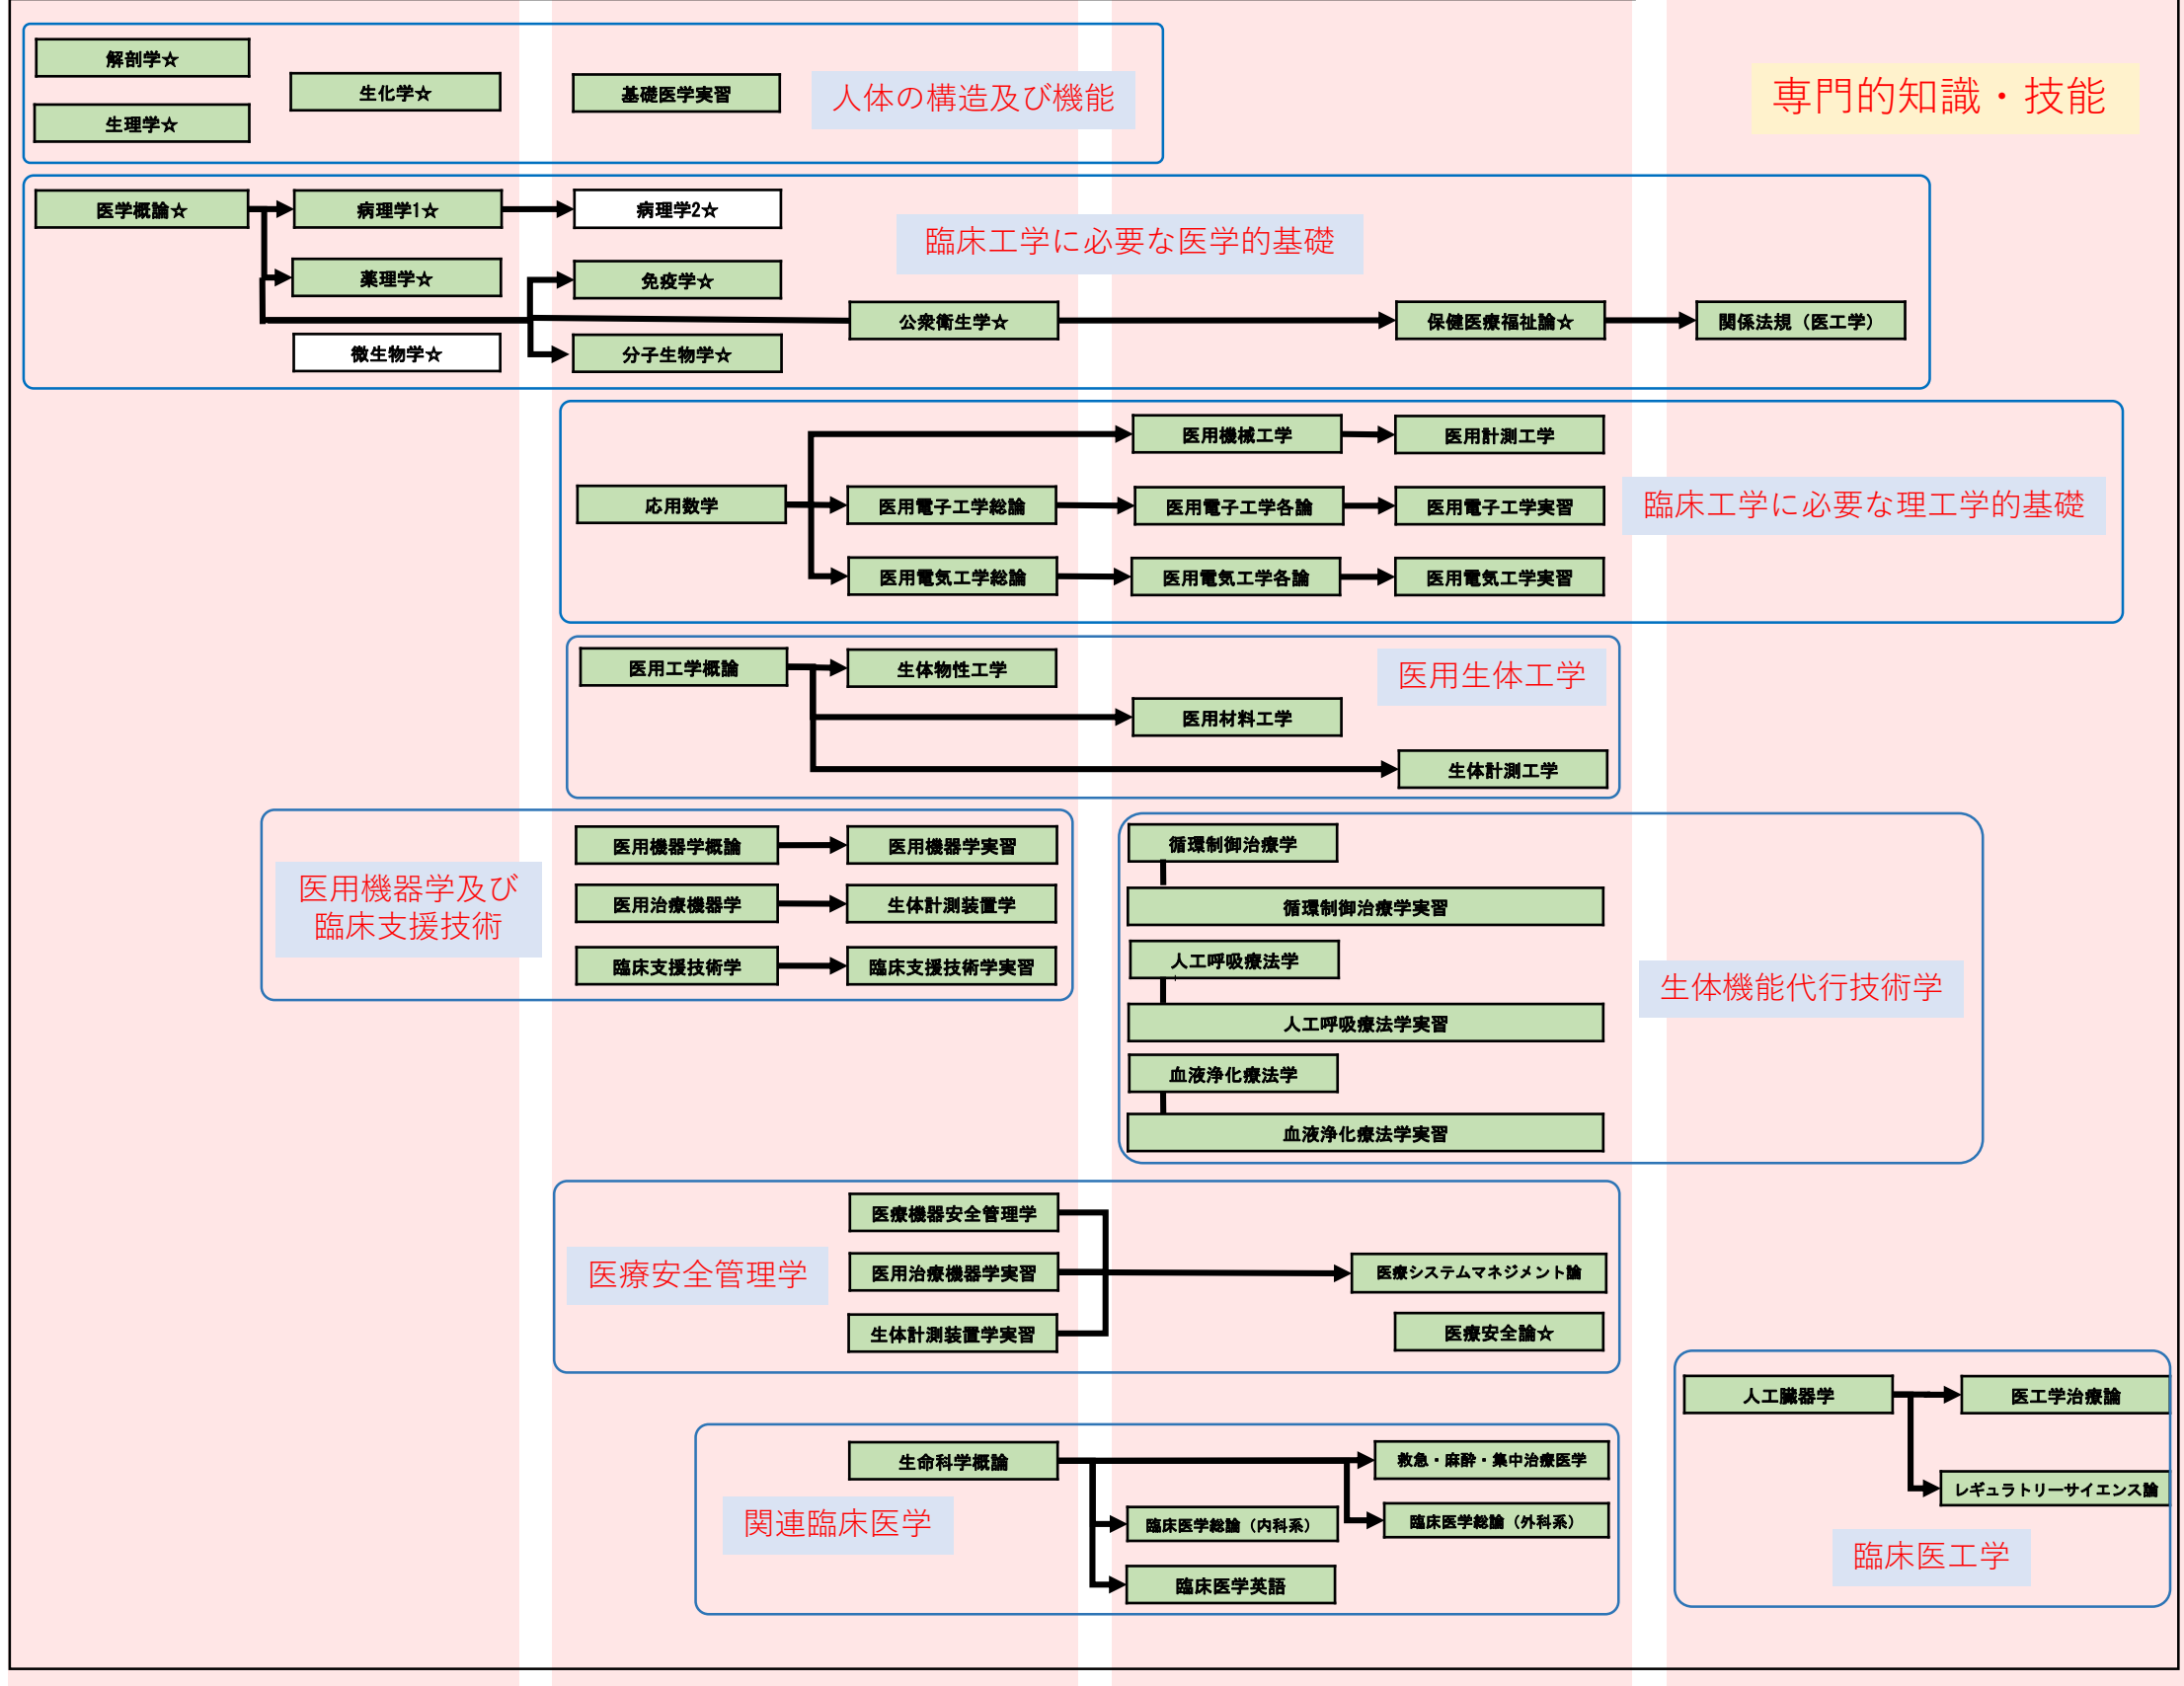 解剖学☆
生化学☆
基礎医学実習
人体の構造及び機能
専門的知識・技能
生理学☆
医学概論☆
病理学1☆
病理学2☆
臨床工学に必要な医学的基礎
薬理学☆
免疫学☆
公衆衛生学☆
保健医療福祉論☆
関係法規（医工学）
微生物学☆
分子生物学☆
医用機械工学
医用計測工学
応用数学
医用電子工学総論
医用電子工学各論
医用電子工学実習
臨床工学に必要な理工学的基礎
医用電気工学総論
医用電気工学各論
医用電気工学実習
医用工学概論
生体物性工学
医用生体工学
医用材料工学
生体計測工学
医用機器学及び
臨床支援技術
医用機器学概論
医用機器学実習
医用治療機器学
生体計測装置学
臨床支援技術学
臨床支援技術学実習
循環制御治療学
循環制御治療学実習
人工呼吸療法学
人工呼吸療法学実習
血液浄化療法学
血液浄化療法学実習
生体機能代行技術学
医療安全管理学
医療機器安全管理学
医用治療機器学実習
医療システムマネジメント論
生体計測装置学実習
医療安全論☆
人工臓器学
医工学治療論
レギュラトリーサイエンス論
臨床医工学
関連臨床医学
生命科学概論
救急・麻酔・集中治療医学
臨床医学総論（内科系）
臨床医学総論（外科系）
臨床医学英語